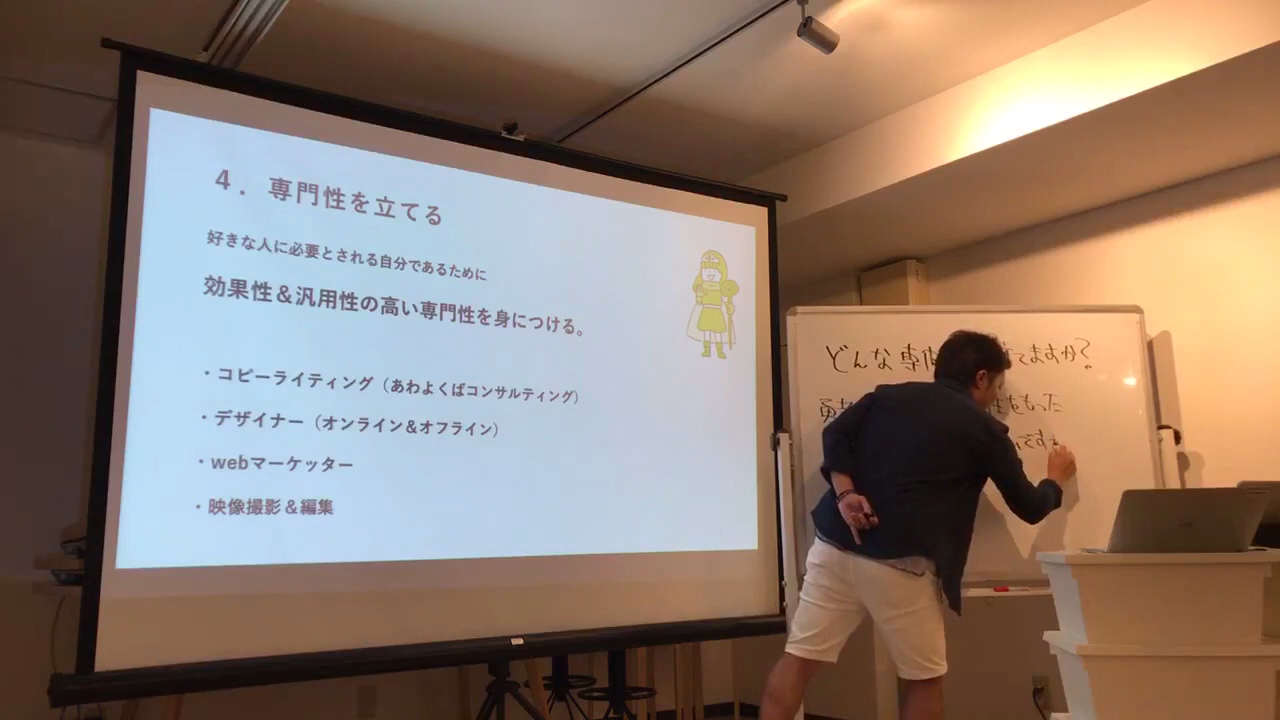 ４．専門性を立てる
好きな人に必要とされる自分であるために
効果性＆汎用性の高い専門性を身につける。
・コピーライティング（あわよくばコンサルティング）
・デザイナー（オンライン＆オフライン）
・webマーケッター
・映像撮影＆編集
どんな専 てますか?
性をもった
ですか